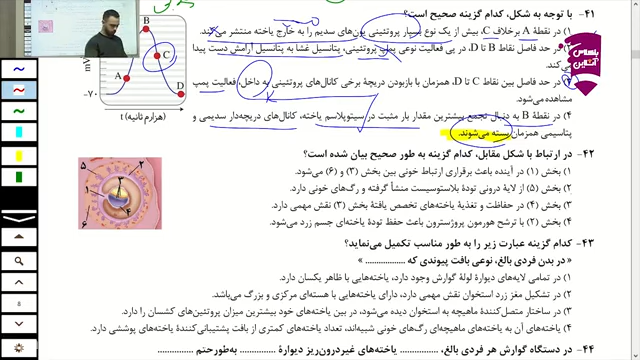 ۴۱- با توجه به شکل، کدام گزینه صحیح است؟
۱) در نقطهٔ A برخلاف C، بیش از یک نوع بسپار پروتئینی یون‌های سدیم را به خارج یاخته منتشر می‌کند.
در حد فاصل نقاط B تا D، در پی فعالیت نوعی پمپ پروتئینی، پتانسیل غشا به پتانسیل آرامش دست پیدا
می‌کند.
در حد فاصل بین نقاط C تا D، همزمان با بازبودن دریچهٔ برخی کانال‌های پروتئینی به داخل، فعالیت پمپ
مشاهده می‌شود.
۴) در نقطهٔ B به دنبال تجمع بیشترین مقدار بار مثبت در سیتوپلاسم یاخته، کانال‌های دریچه‌دار سدیمی و
پتاسیمی همزمان بسته می‌شوند.
B
C
A
D
mV
-۷۰
t (هزارم ثانیه)
۴۲- در ارتباط با شکل مقابل، کدام گزینه به طور صحیح بیان شده است؟
۱) بخش (۱) در آینده باعث برقراری ارتباط خونی بین بخش (۳) و (۶) می‌شود.
۲) بخش (۵) از لایهٔ درونی تودهٔ بلاستوسیست منشأ گرفته و رگ‌های خونی دارد.
۳) بخش (۴) در حفاظت و تغذیهٔ یاخته‌های تخصص یافتهٔ بخش (۳) نقش مهمی دارد.
۴) بخش (۲) با ترشح هورمون پروژسترون باعث حفظ تودهٔ یاخته‌ای جسم زرد می‌شود.
۵
۲
۳
۱
۴
۶
۴۳- کدام گزینه عبارت زیر را به طور مناسب تکمیل می‌نماید؟
« در بدن فردی بالغ، نوعی بافت پیوندی که ................ »
۱) در تمامی لایه‌های دیوارهٔ لولهٔ گوارش وجود دارد، یاخته‌هایی با ظاهر یکسان دارد.
۲) در تشکیل مغز زرد استخوان نقش مهمی دارد، دارای یاخته‌هایی با هسته‌ای مرکزی و بزرگ می‌باشد.
۳) در ساختار متصل‌کنندهٔ ماهیچه به استخوان دیده می‌شود، در بین یاخته‌های خود بیشترین میزان پروتئین‌های کشسان را دارد.
۴) یاخته‌های آن به یاخته‌های ماهیچه‌ای رگ‌های خونی شبیه‌اند، تعداد یاخته‌های کمتری از بافت پشتیبانی‌کنندهٔ یاخته‌های پوششی دارد.
۴۴- در دستگاه گوارش هر فردی بالغ، ................ یاخته‌های غیردرون‌ریز دیوارهٔ ................ به‌طور‌حتم ................